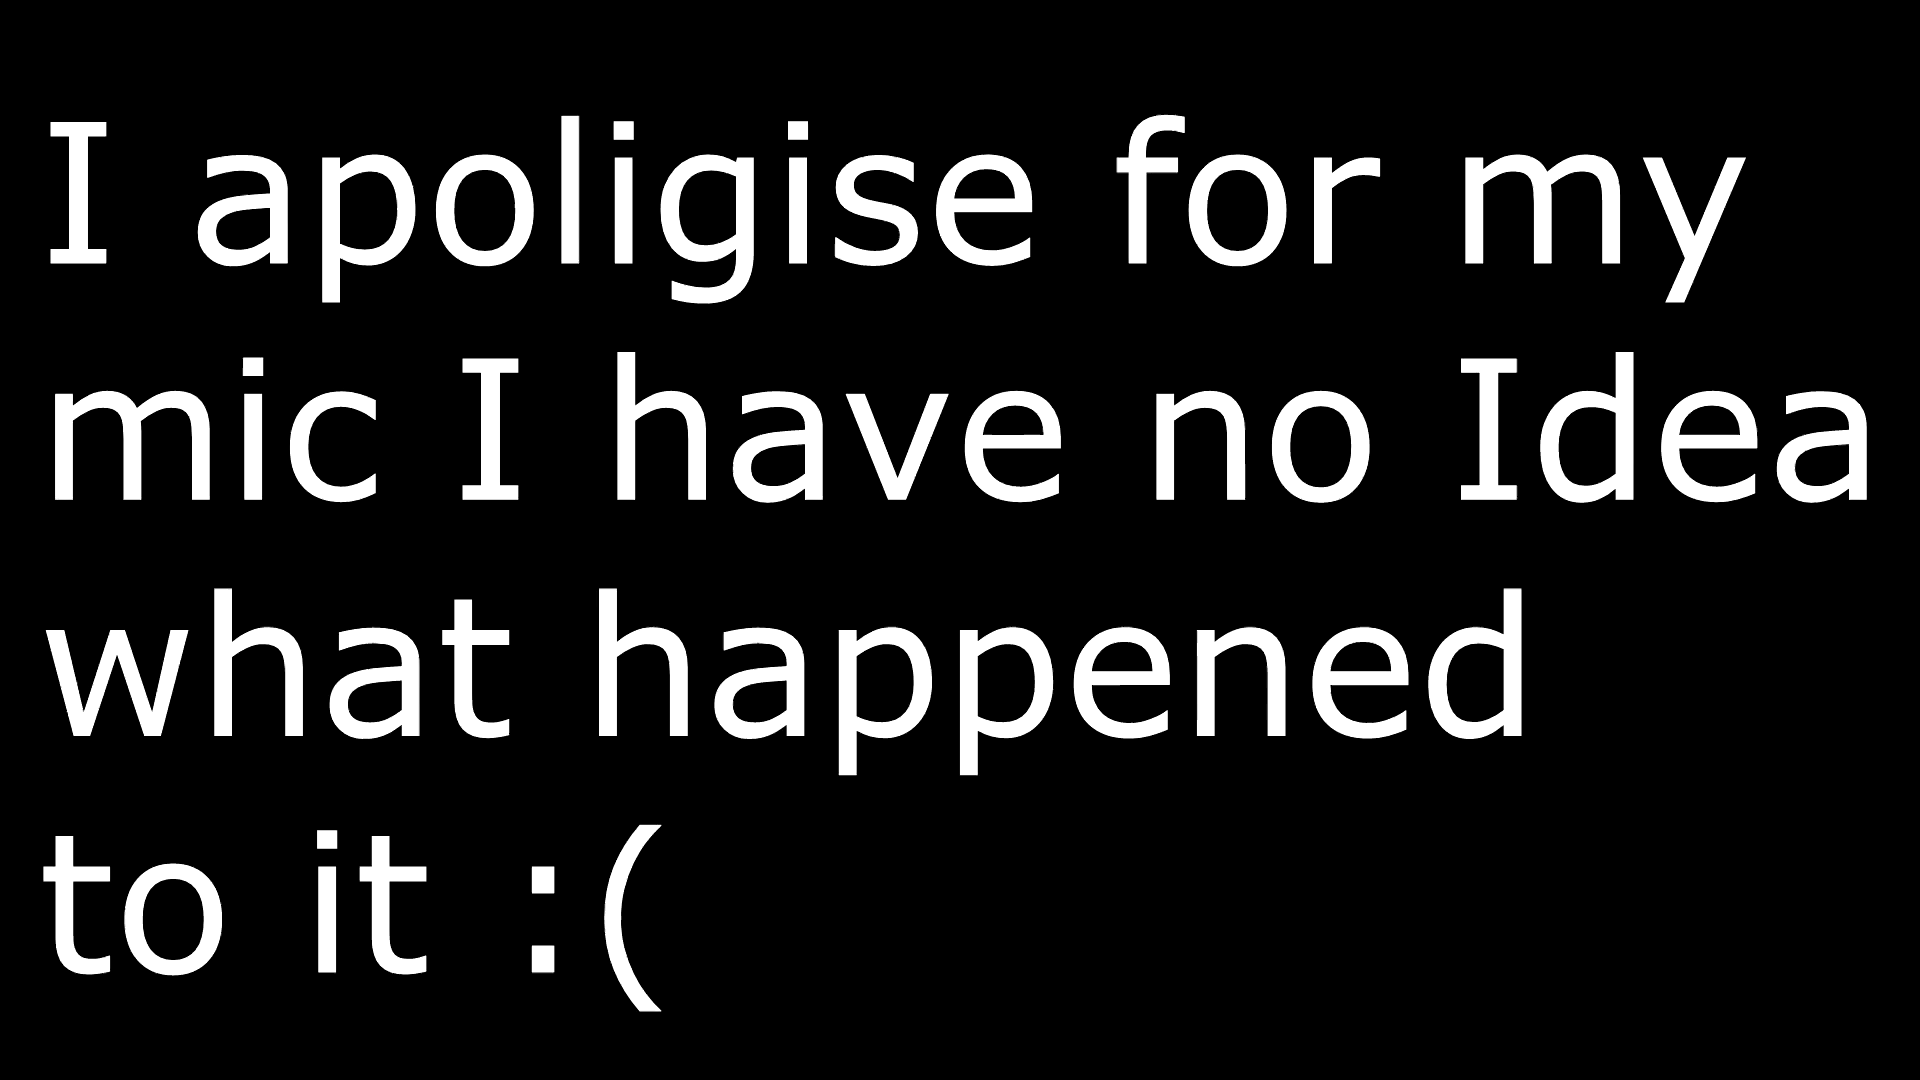 I apoligise for my
mic I have no Idea
what happened
to it :(